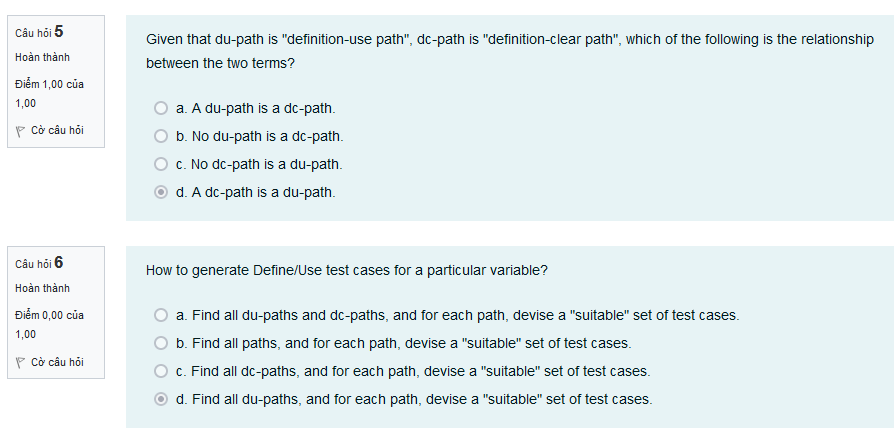 Câu hỏi 5
Hoàn thành
Điểm 1,00 của
1,00
Cờ câu hỏi
Given that du-path is "definition-use path", dc-path is "definition-clear path", which of the following is the relationship
between the two terms?
a. A du-path is a dc-path.
b. No du-path is a dc-path.
c. No dc-path is a du-path.
d. A dc-path is a du-path.
Câu hỏi 6
Hoàn thành
Điểm 0,00 của
1,00
Cờ câu hỏi
How to generate Define/Use test cases for a particular variable?
a. Find all du-paths and dc-paths, and for each path, devise a "suitable" set of test cases.
b. Find all paths, and for each path, devise a "suitable" set of test cases.
c. Find all dc-paths, and for each path, devise a "suitable" set of test cases.
d. Find all du-paths, and for each path, devise a "suitable" set of test cases.